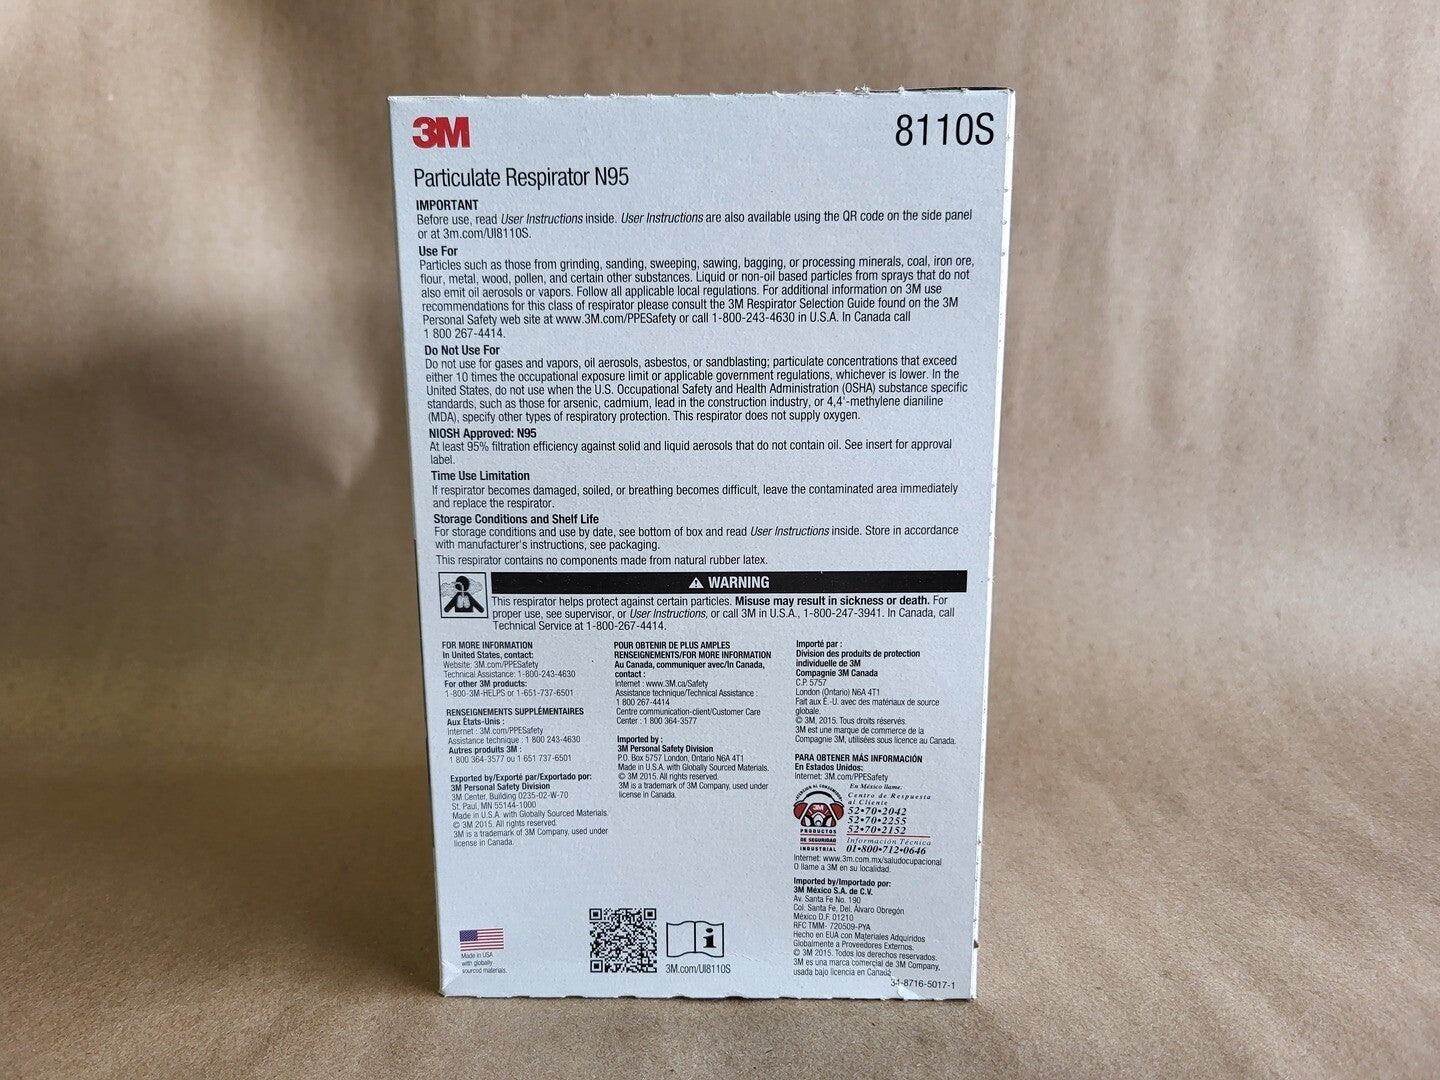 3M
8110S
Particulate Respirator N95
IMPORTANT
Before use, read User Instructions inside. User Instructions are also available using the QR code on the side panel
or at 3m.com/UI8110S.
Use For
Particles such as those from grinding, sanding, sweeping, sawing, bagging, or processing minerals, coal, iron ore,
flour, metal, wood, pollen, and certain other substances. Liquid or non-oil based particles from sprays that do not
also emit oil aerosols or vapors. Follow all applicable local regulations. For additional information on 3M use
recommendations for this class of respirator please consult the 3M Respirator Selection Guide found on the 3M
Personal Safety web site at www.3M.com/PPESafety or call 1-800-243-4630 in U.S.A. In Canada call
1 800 267-4414.
Do Not Use For
Do not use for gases and vapors, oil aerosols, asbestos, or sandblasting; particulate concentrations that exceed
either 10 times the occupational exposure limit or applicable government regulations, whichever is lower. In the
United States, do not use when the U.S. Occupational Safety and Health Administration (OSHA) substance specific
standards, such as those for arsenic, cadmium, lead in the construction industry, or 4,4'-methylene dianiline
(MDA), specify other types of respiratory protection. This respirator does not supply oxygen.
NIOSH Approved: N95
At least 95% filtration efficiency against solid and liquid aerosols that do not contain oil. See insert for approval
label.
Time Use Limitation
If respirator becomes damaged, soiled, or breathing becomes difficult, leave the contaminated area immediately
and replace the respirator.
Storage Conditions and Shelf Life
For storage conditions and use by date, see bottom of box and read User Instructions inside. Store in accordance
with manufacturer's instructions, see packaging.
This respirator contains no components made from natural rubber latex.
WARNING
This respirator helps protect against certain particles. Misuse may result in sickness or death. For
proper use, see supervisor, or User Instructions, or call 3M in U.S.A., 1-800-247-3941. In Canada, call
Technical Service at 1-800-267-4414.
FOR MORE INFORMATION
In United States, contact:
Website: 3M.com/PPESafety
Technical Assistance: 1-800-243-4630
For other 3M products:
1-800-3M-HELPS or 1-651-737-6501
RENSEIGNEMENTS SUPPLÉMENTAIRES
Aux États-Unis :
Internet : 3M.com/PPESafety
Assistance technique : 1 800 243-4630
Autres produits 3M :
1 800 364-3577 ou 1 651 737-6501
Exported by/Exporté par/Exportado por:
3M Personal Safety Division
3M Center, Building 0235-02-W-70
St. Paul, MN 55144-1000
Made in U.S.A. with Globally Sourced Materials.
© 3M 2015. All rights reserved.
3M is a trademark of 3M Company, used under
license in Canada.
Made in USA
with globally
sourced materials.
POUR OBTENIR DE PLUS AMPLES
RENSEIGNEMENTS/FOR MORE INFORMATION
Au Canada, communiquer avec/In Canada,
contact :
Internet : www.3M.ca/Safety
Assistance technique/Technical Assistance :
1 800 267-4414
Centre communication-client/Customer Care
Center : 1 800 364-3577
Imported by :
3M Personal Safety Division
P.O. Box 5757 London, Ontario N6A 4T1
Made in U.S.A. with Globally Sourced Materials.
© 3M 2015. All rights reserved.
3M is a trademark of 3M Company, used under
license in Canada.
3M.com/UI8110S
Importé par :
Division des produits de protection
individuelle de 3M
Compagnie 3M Canada
C.P. 5757
London (Ontario) N6A 4T1
Fait aux É.-U. avec des matériaux de source
globale.
© 3M, 2015. Tous droits réservés.
3M est une marque de commerce de la
Compagnie 3M, utilisées sous licence au Canada.
PARA OBTENER MÁS INFORMACIÓN
En Estados Unidos:
Internet: 3M.com/PPESafety
ATENCION AL CONSUMIDOR
3M
PRODUCTOS
DE SEGURIDAD
INDUSTRIAL
En México llame.
Centro de Respuesta
al Cliente
52•70•2042
52•70•2255
52•70•2152
Información Técnica
01•800•712•0646
Internet: www.3m.com.mx/saludocupacional
O llame a 3M en su localidad.
Imported by/Importado por:
3M México S.A. de C.V.
Av. Santa Fe No. 190
Col. Santa Fe, Del. Álvaro Obregón
México D.F. 01210
RFC TMM- 720509-PYA
Hecho en EUA con Materiales Adquiridos
Globalmente a Proveedores Externos.
© 3M 2015. Todos los derechos reservados.
3M es una marca comercial de 3M Company,
usada bajo licencia en Canadá.
34-8716-5017-1